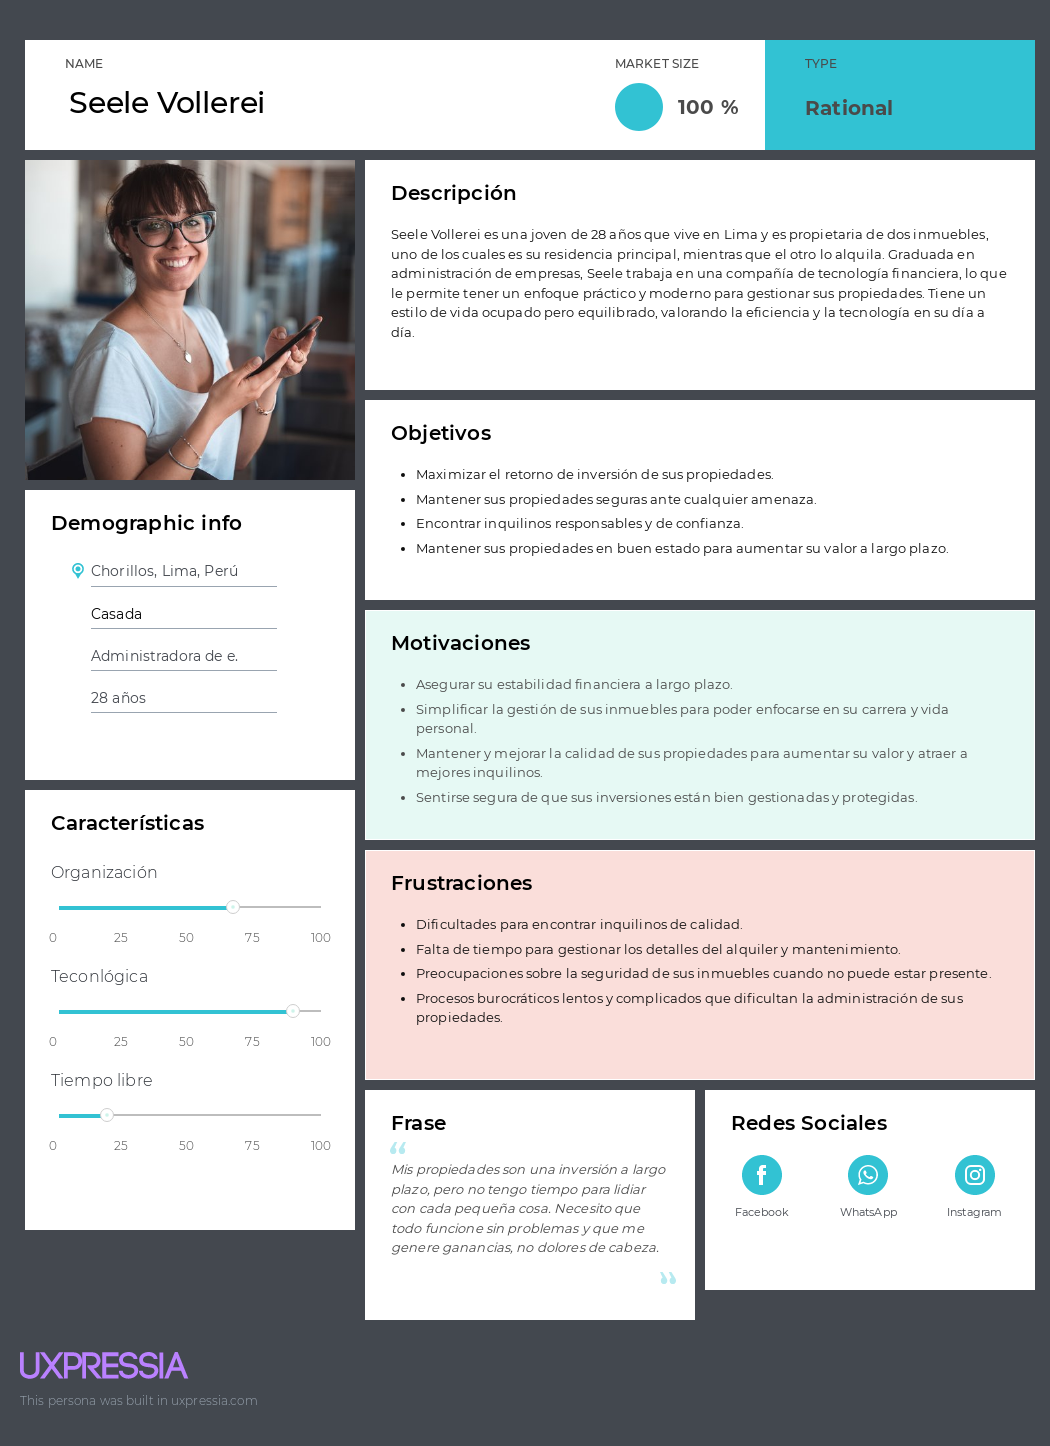 NAME
Seele Vollerei
MARKET SIZE
100 %
TYPE
Rational
Descripción
Seele Vollerei es una joven de 28 años que vive en Lima y es propietaria de dos inmuebles,
uno de los cuales es su residencia principal, mientras que el otro lo alquila. Graduada en
administración de empresas, Seele trabaja en una compañía de tecnología financiera, lo que
le permite tener un enfoque práctico y moderno para gestionar sus propiedades. Tiene un
estilo de vida ocupado pero equilibrado, valorando la eficiencia y la tecnología en su día a
día.
Objetivos
• Maximizar el retorno de inversión de sus propiedades.
• Mantener sus propiedades seguras ante cualquier amenaza.
• Encontrar inquilinos responsables y de confianza.
• Mantener sus propiedades en buen estado para aumentar su valor a largo plazo.
Demographic info
Chorillos, Lima, Perú
Casada
Administradora de e.
28 años
Motivaciones
• Asegurar su estabilidad financiera a largo plazo.
• Simplificar la gestión de sus inmuebles para poder enfocarse en su carrera y vida
personal.
• Mantener y mejorar la calidad de sus propiedades para aumentar su valor y atraer a
mejores inquilinos.
• Sentirse segura de que sus inversiones están bien gestionadas y protegidas.
Características
Organización
0 25 50 75 100
Teconlógica
0 25 50 75 100
Tiempo libre
0 25 50 75 100
Frustraciones
• Dificultades para encontrar inquilinos de calidad.
• Falta de tiempo para gestionar los detalles del alquiler y mantenimiento.
• Preocupaciones sobre la seguridad de sus inmuebles cuando no puede estar presente.
• Procesos burocráticos lentos y complicados que dificultan la administración de sus
propiedades.
Frase
“
Mis propiedades son una inversión a largo
plazo, pero no tengo tiempo para lidiar
con cada pequeña cosa. Necesito que
todo funcione sin problemas y que me
genere ganancias, no dolores de cabeza.
”
Redes Sociales
Facebook
WhatsApp
Instagram
UXPRESSIA
This persona was built in uxpressia.com